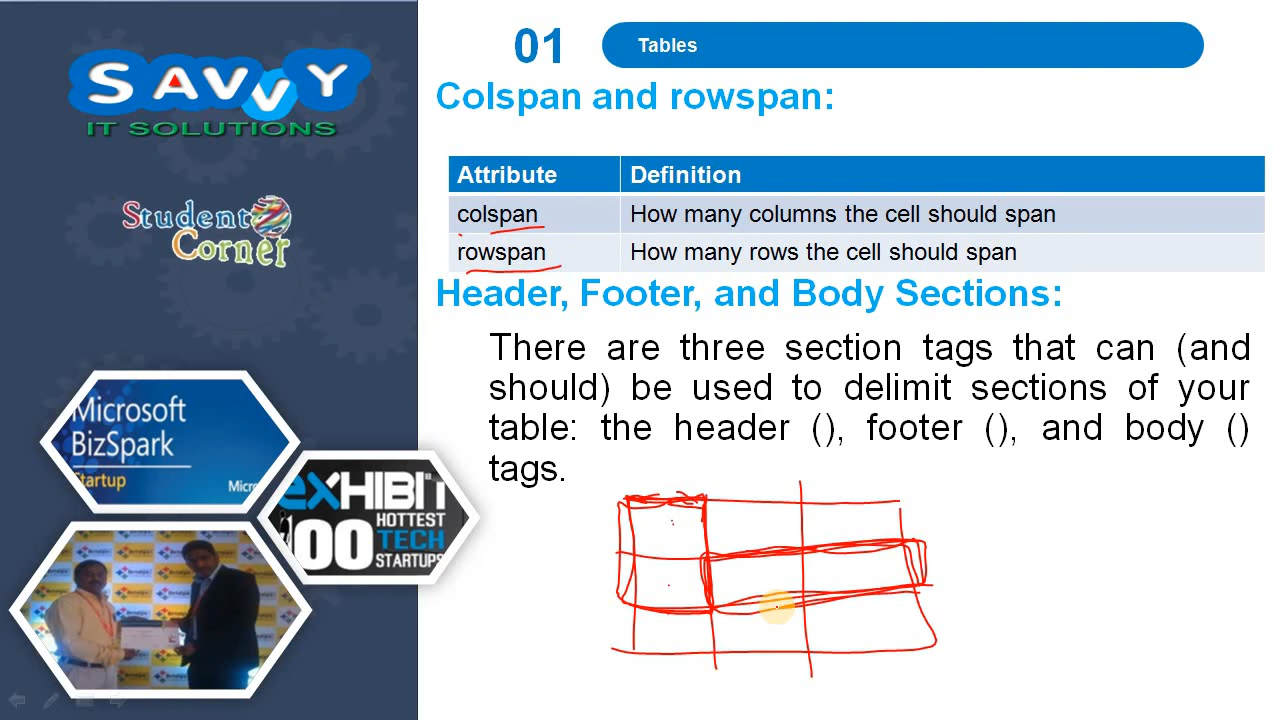 SAVVY
IT SOLUTIONS
Student
Corner
Microsoft
BizSpark
Startup
Micro
EXHIBIT
100
HOTTEST
TECH
STARTUPS
01
Tables
Colspan and rowspan:
Attribute Definition
colspan How many columns the cell should span
rowspan How many rows the cell should span
Header, Footer, and Body Sections:
There are three section tags that can (and
should) be used to delimit sections of your
table: the header (), footer (), and body ()
tags.